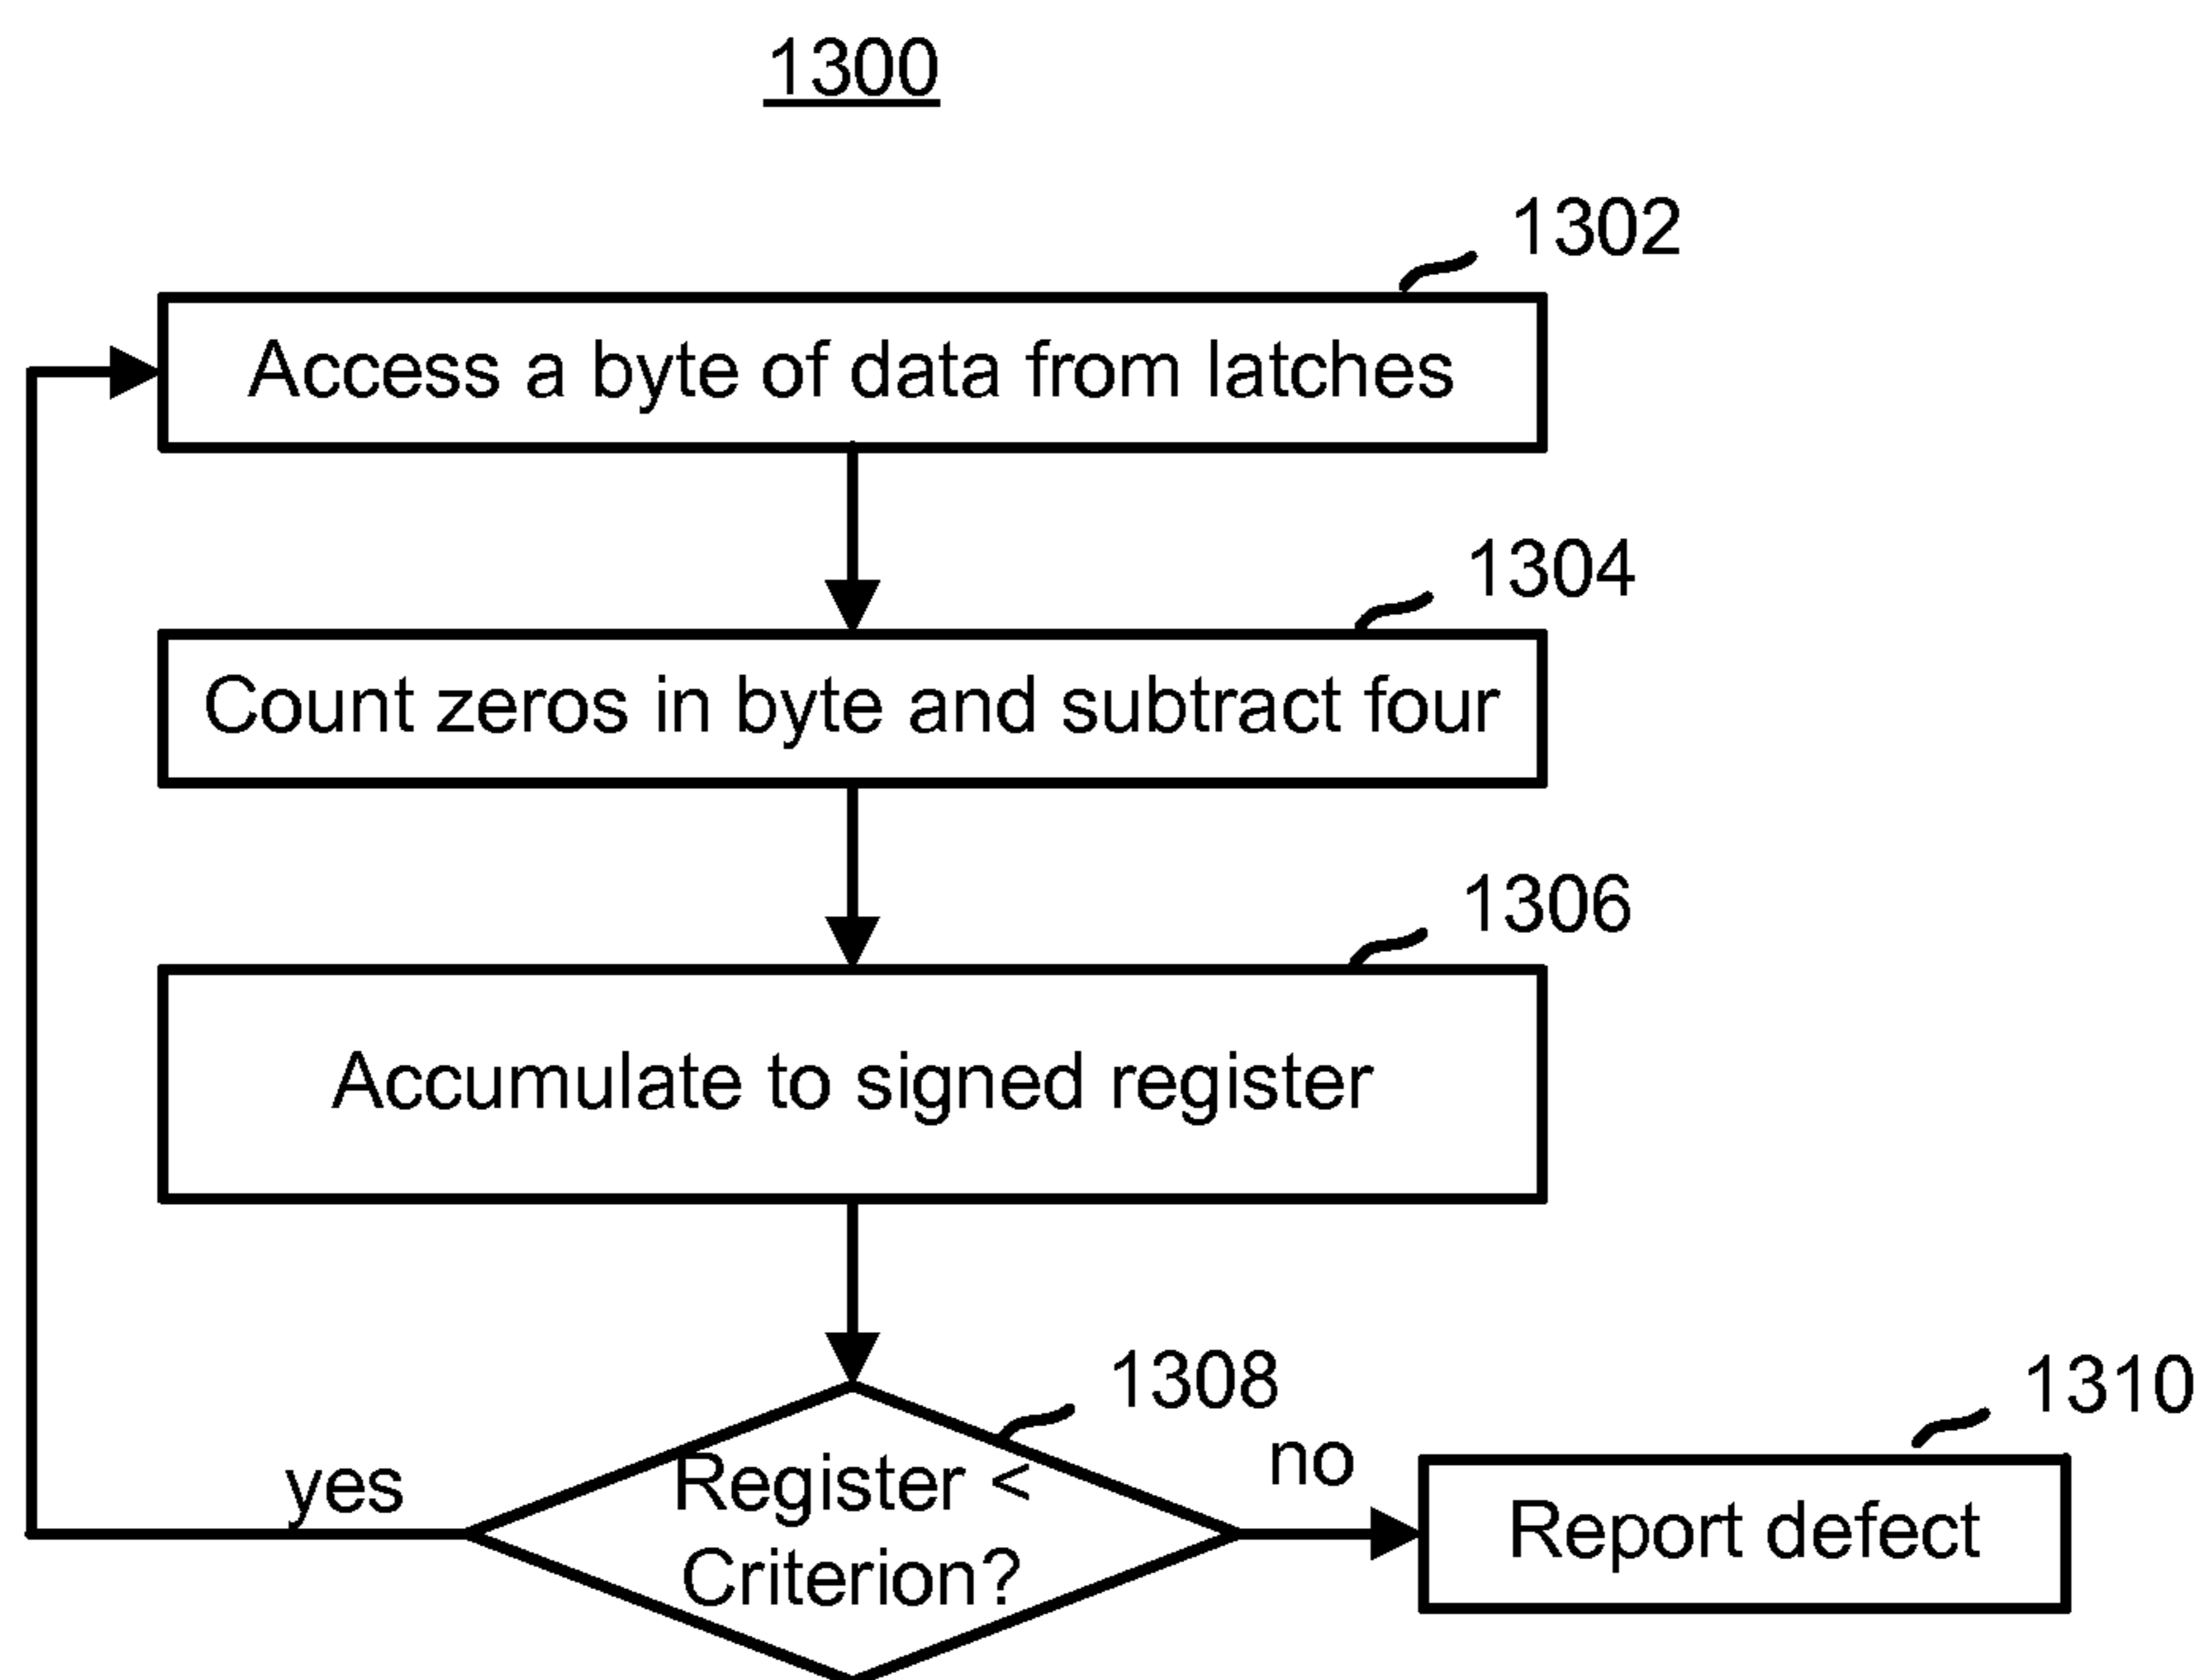 1300
1302
Access a byte of data from latches
1304
Count zeros in byte and subtract four
1306
Accumulate to signed register
1308
1310
yes
Register <
Criterion?
no
Report defect